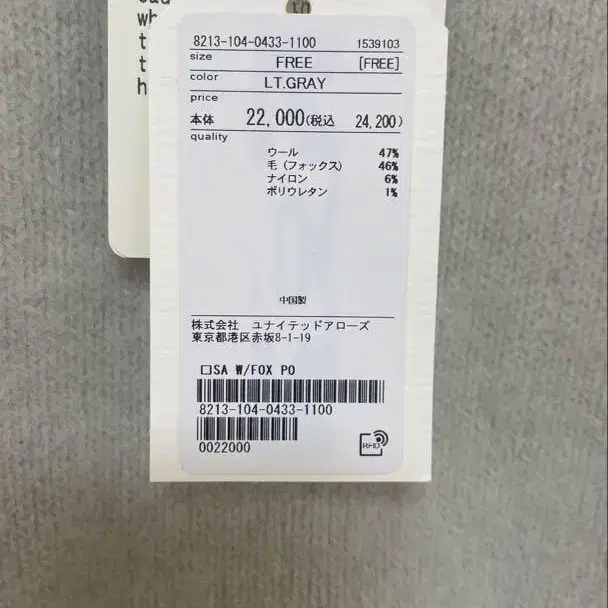 wh
t
t
h
8213-104-0433-1100 1539103
size FREE [FREE]
color LT.GRAY
price
本体 22,000(税込 24,200)
quality
ウール 47%
毛(フォックス) 46%
ナイロン 6%
ポリウレタン 1%
中国製
株式会社 ユナイテッドアローズ
東京都港区赤坂8-1-19
□SA W/FOX PO
8213-104-0433-1100
0022000
RFID